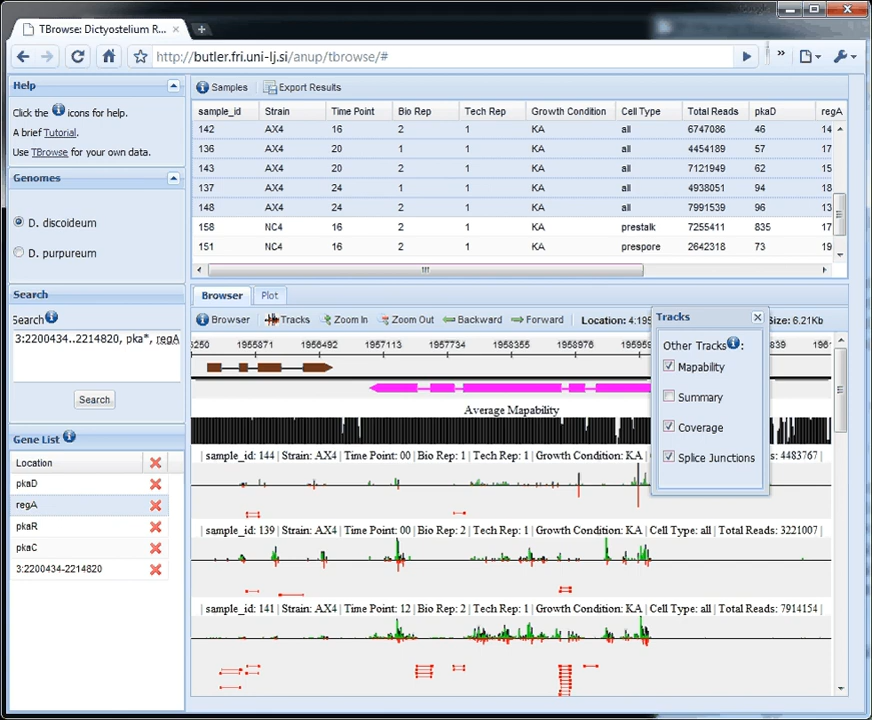 TBrowse: Dictyostelium R...
http://butler.fri.uni-lj.si/anup/tbrowse/#
Help
Click the icons for help.
A brief Tutorial.
Use TBrowse for your own data.
Genomes
D. discoideum
D. purpureum
Search
Search
3:2200434..2214820, pka*, regA
Search
Gene List
Location
pkaD
regA
pkaR
pkaC
3:2200434-2214820
Samples Export Results
sample_id Strain Time Point Bio Rep Tech Rep Growth Condition Cell Type Total Reads pkaD regA
142 AX4 16 2 1 KA all 6747086 46 14
136 AX4 20 1 1 KA all 4454189 57 17
143 AX4 20 2 1 KA all 7121949 62 15
137 AX4 24 1 1 KA all 4938051 94 18
148 AX4 24 2 1 KA all 7991539 96 13
158 NC4 16 2 1 KA prestalk 7255411 835 17
151 NC4 16 2 1 KA prespore 2642318 73 19
Browser Plot
Browser Tracks Zoom In Zoom Out Backward Forward Location: 4:195 Size: 6.21Kb
3250 1955871 1956492 1957113 1957734 1958355 1958976 195959 839 196
Average Mapability
| sample_id: 144 | Strain: AX4 | Time Point: 00 | Bio Rep: 1 | Tech Rep: 1 | Growth Condition: KA | s: 4483767 |
| sample_id: 139 | Strain: AX4 | Time Point: 00 | Bio Rep: 2 | Tech Rep: 1 | Growth Condition: KA | Cell Type: all | Total Reads: 3221007 |
| sample_id: 141 | Strain: AX4 | Time Point: 12 | Bio Rep: 2 | Tech Rep: 1 | Growth Condition: KA | Cell Type: all | Total Reads: 7914154 |
Tracks
Other Tracks :
Mapability
Summary
Coverage
Splice Junctions